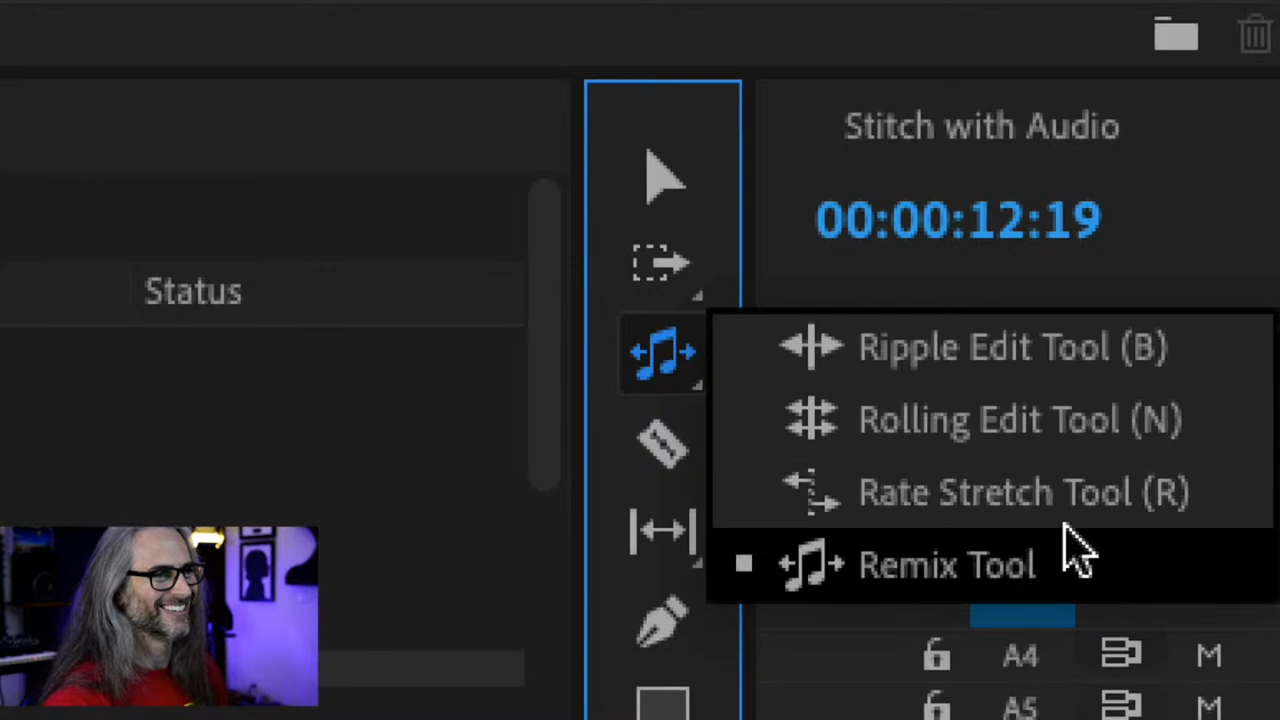 Stitch with Audio
00:00:12:19
Status
Ripple Edit Tool (B)
Rolling Edit Tool (N)
Rate Stretch Tool (R)
Remix Tool
A4 M
A5 M